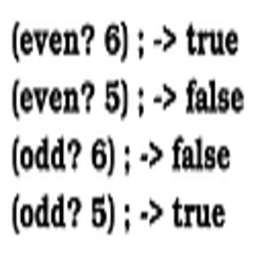 (even? 6) ; -> true
(even? 5) ; -> false
(odd? 6) ; -> false
(odd? 5) ; -> true